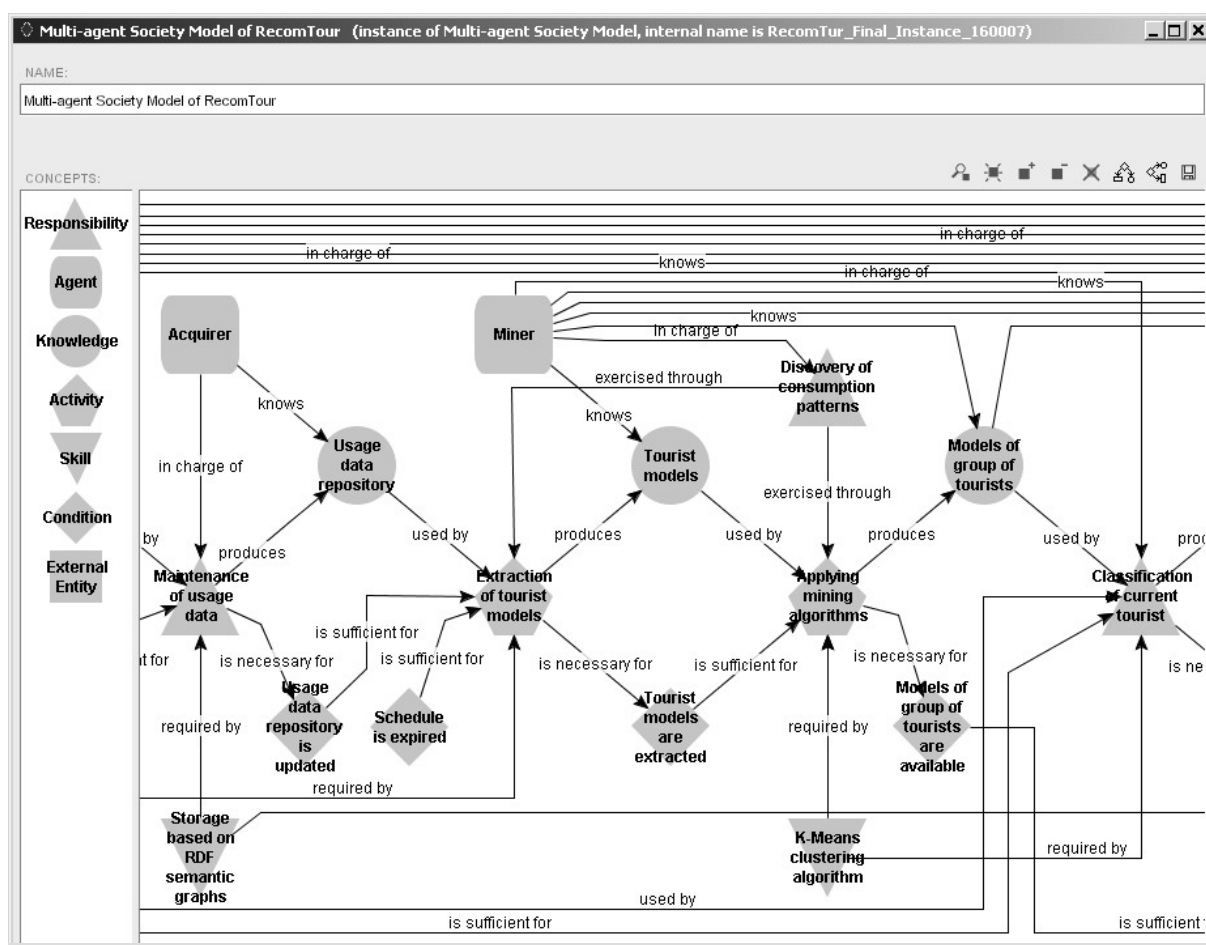 Multi-agent Society Model of RecomTour (instance of Multi-agent Society Model, internal name is RecomTur_Final_Instance_160007)
NAME:
Multi-agent Society Model of RecomTour
CONCEPTS:
Responsibility
Agent
Knowledge
Activity
Skill
Condition
External
Entity
in charge of
in charge of
knows
in charge of
knows
knows
In charge of
Acquirer
Miner
Discovery of
consumption
patterns
exercised through
knows
knows
in charge of
Usage
data
repository
Tourist
models
Models of
group of
tourists
exercised through
by
produces
used by
produces
used by
produces
used by
Maintenance
of usage
data
Extraction
of tourist
models
Applying
mining
algorithms
Classification
of current
tourist
is sufficient for
t for
is necessary for
is sufficient for
is necessary for
is sufficient for
is necessary for
is ne
Usage
data
repository
is
updated
Schedule
is expired
Tourist
models
are
extracted
Models of
group of
tourists
are
available
required by
required by
required by
Storage
based on
RDF
semantic
graphs
K-Means
clustering
algorithm
required by
used by
is sufficient for
is sufficient